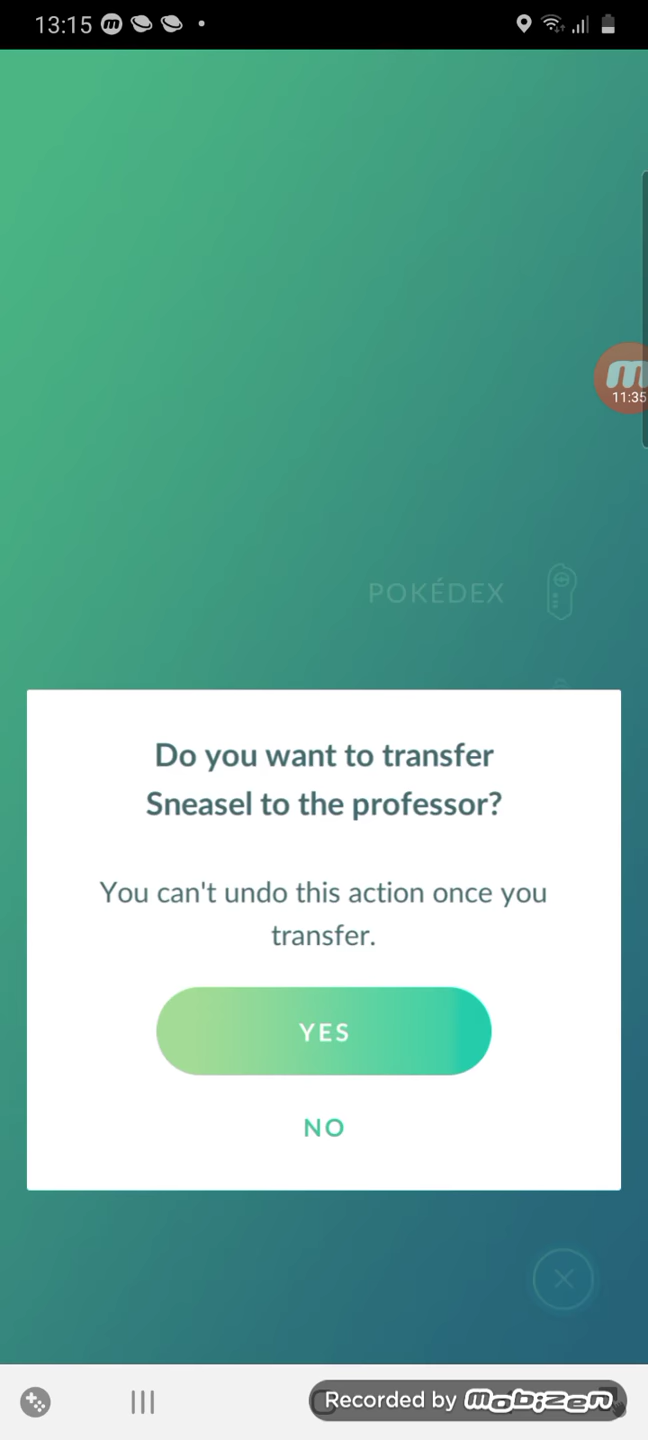 13:15
11:35
POKÉDEX
Do you want to transfer
Sneasel to the professor?
You can't undo this action once you
transfer.
YES
NO
Recorded by mobizen